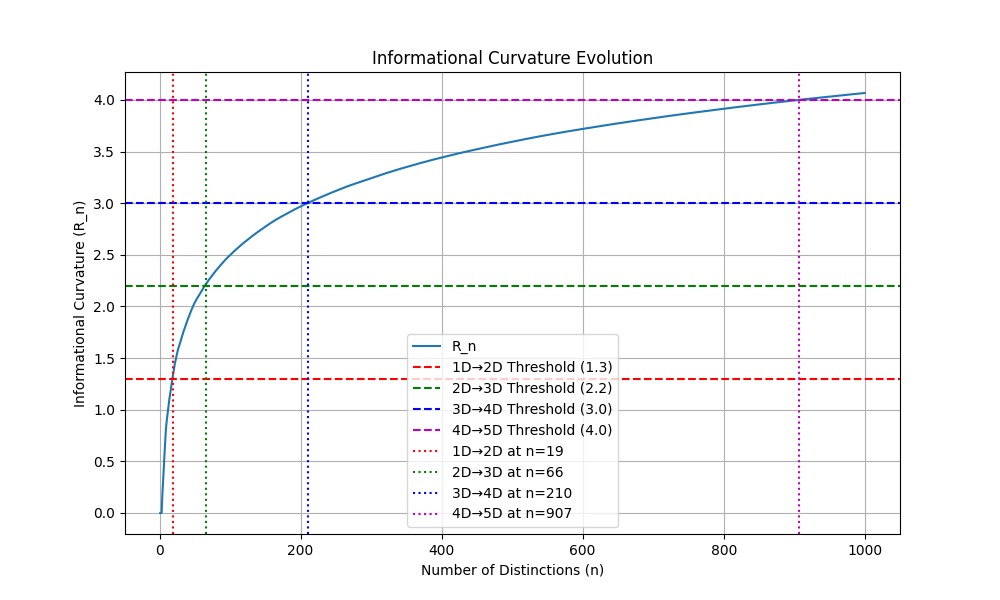 Informational Curvature Evolution
Informational Curvature (R_n)
4.0
3.5
3.0
2.5
2.0
1.5
1.0
0.5
0.0
R_n
1D→2D Threshold (1.3)
2D→3D Threshold (2.2)
3D→4D Threshold (3.0)
4D→5D Threshold (4.0)
1D→2D at n=19
2D→3D at n=66
3D→4D at n=210
4D→5D at n=907
0 200 400 600 800 1000
Number of Distinctions (n)